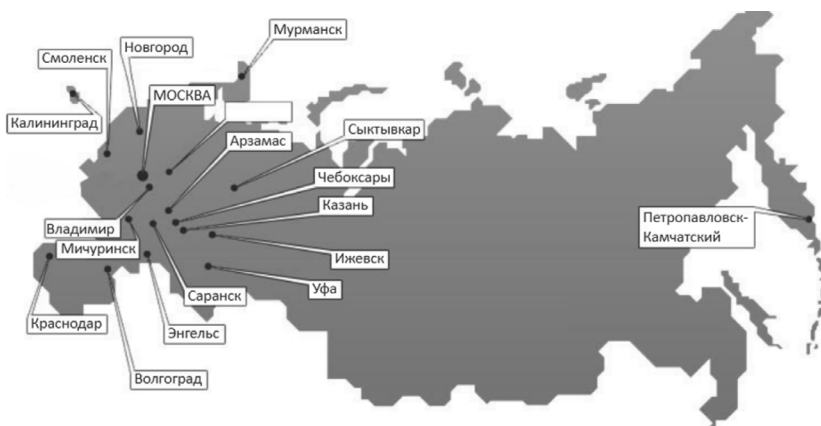 Мурманск
Новгород
Смоленск
МОСКВА
Калининград
Арзамас
Сыктывкар
Чебоксары
Казань
Владимир
Мичуринск
Ижевск
Уфа
Саранск
Краснодар
Энгельс
Волгоград
Петропавловск-
Камчатский